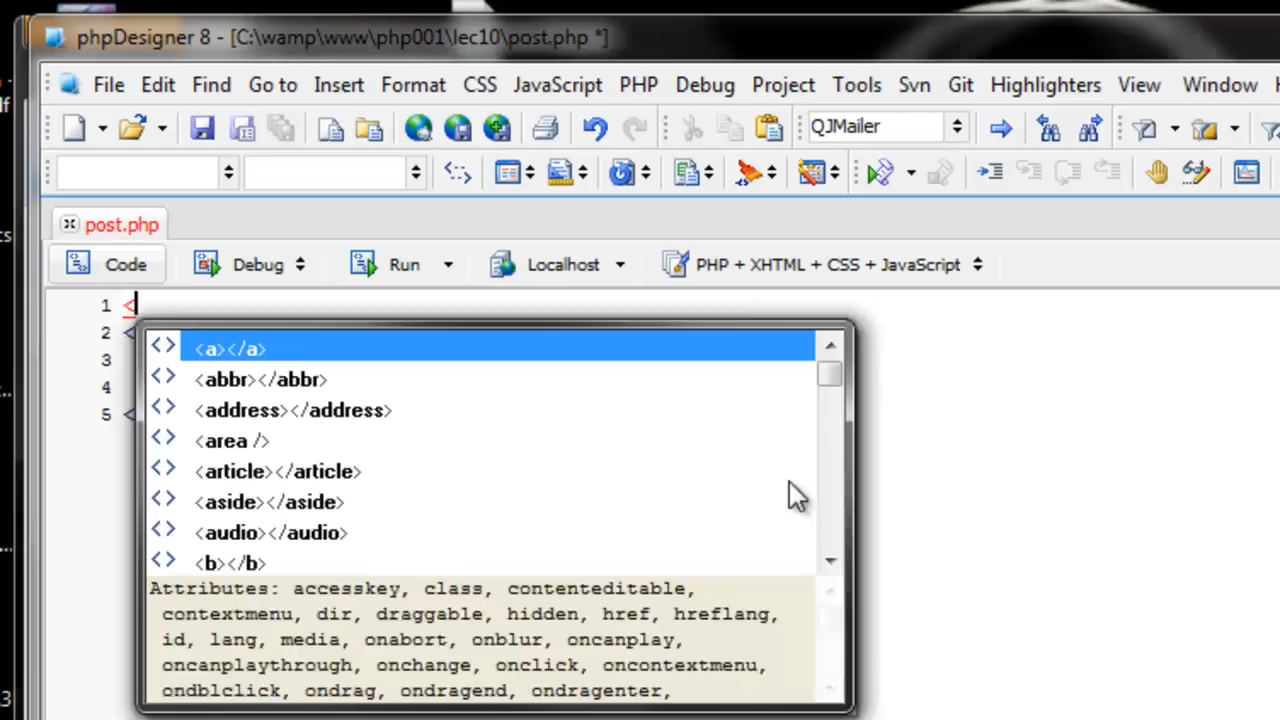 phpDesigner 8 - [C:\wamp\www\php001\lec10\post.php *]
File Edit Find Go to Insert Format CSS JavaScript PHP Debug Project Tools Svn Git Highlighters View Window
QJMailer
post.php
Code Debug Run Localhost PHP + XHTML + CSS + JavaScript
1 <
2 <
3
4
5 <
<> <a></a>
<> <abbr></abbr>
<> <address></address>
<> <area />
<> <article></article>
<> <aside></aside>
<> <audio></audio>
<> <b></b>
Attributes: accesskey, class, contenteditable,
contextmenu, dir, draggable, hidden, href, hreflang,
id, lang, media, onabort, onblur, oncanplay,
oncanplaythrough, onchange, onclick, oncontextmenu,
ondblclick, ondrag, ondragend, ondragenter,